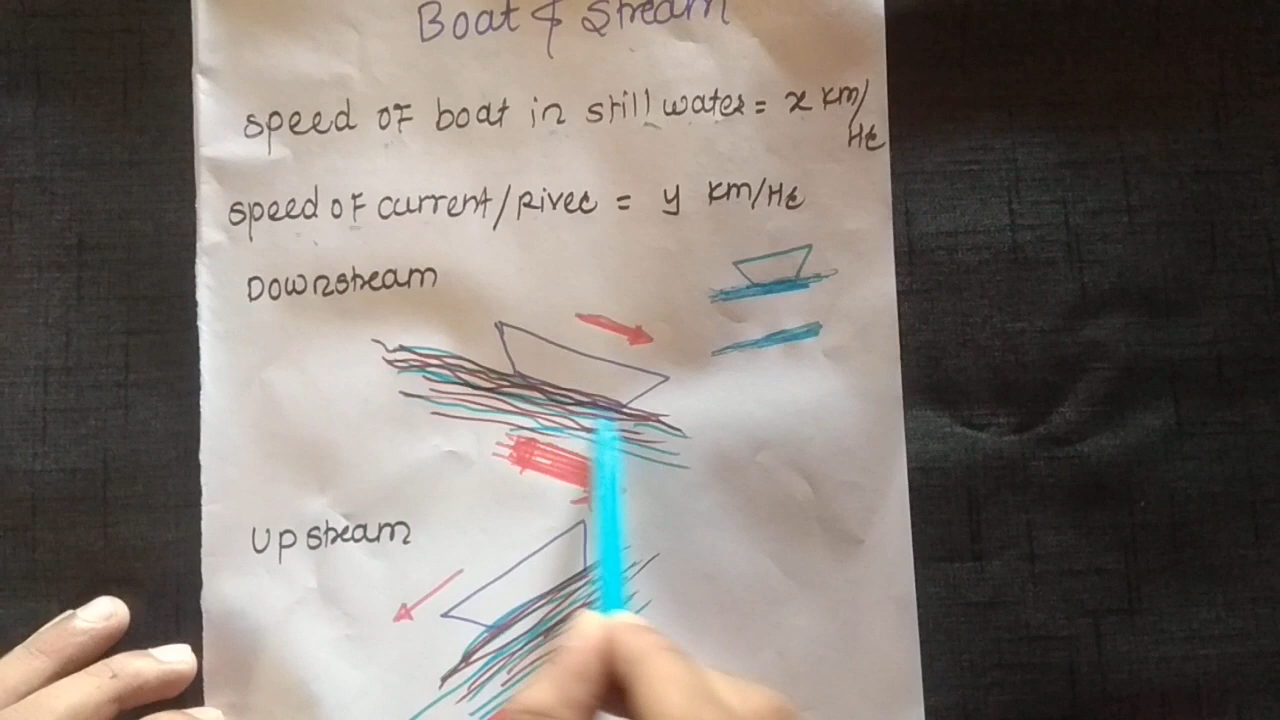 Boat & Stream
speed of boat in still water = x km/Hr
speed of current/River = y km/Hr
Downstream
Upstream